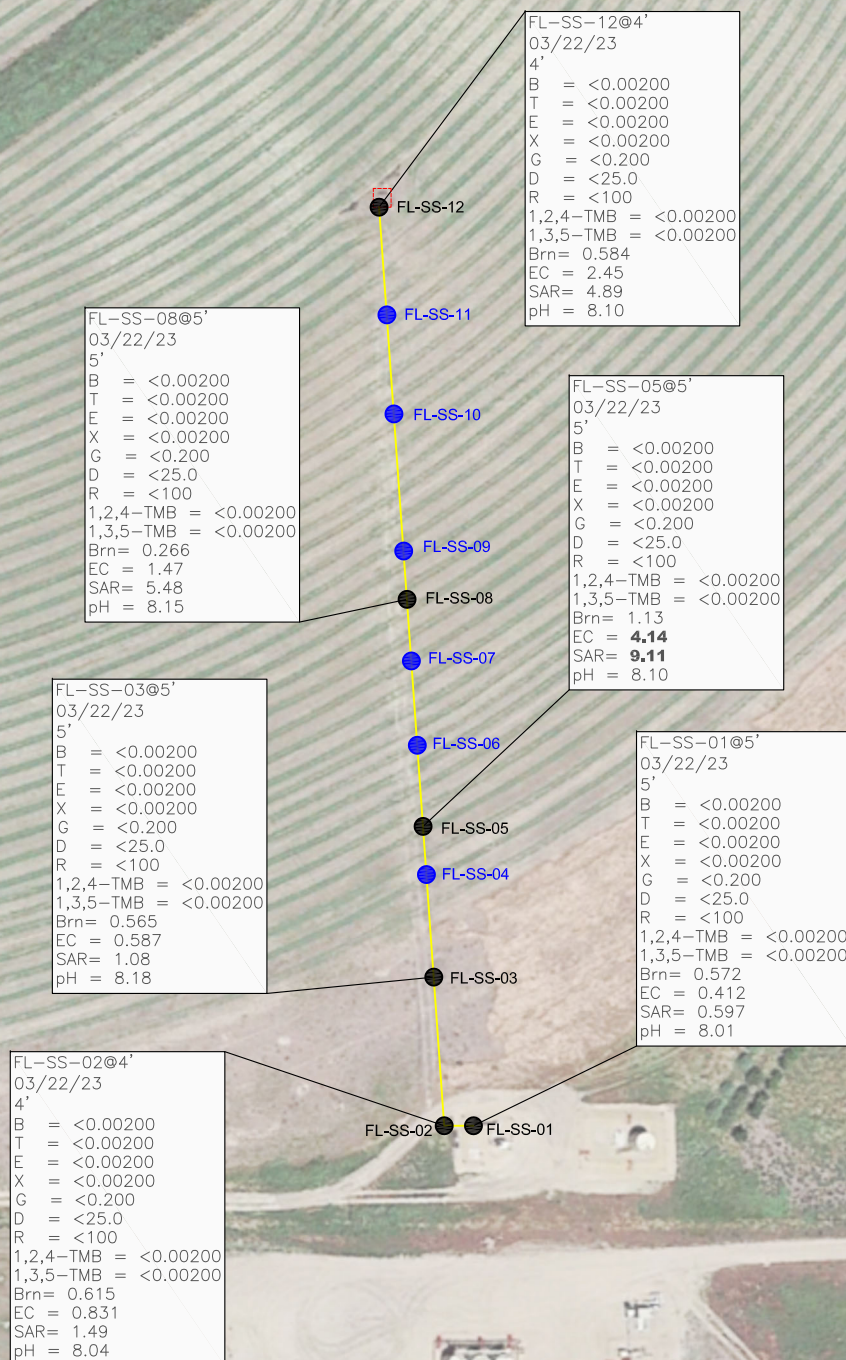 FL-SS-12@4'
03/22/23
4'
B = <0.00200
T = <0.00200
E = <0.00200
X = <0.00200
G = <0.200
D = <25.0
R = <100
1,2,4-TMB = <0.00200
1,3,5-TMB = <0.00200
Brn= 0.584
EC = 2.45
SAR= 4.89
pH = 8.10
FL-SS-12
FL-SS-11
FL-SS-08@5'
03/22/23
5'
B = <0.00200
T = <0.00200
E = <0.00200
X = <0.00200
G = <0.200
D = <25.0
R = <100
1,2,4-TMB = <0.00200
1,3,5-TMB = <0.00200
Brn= 0.266
EC = 1.47
SAR= 5.48
pH = 8.15
FL-SS-10
FL-SS-09
FL-SS-08
FL-SS-07
FL-SS-05@5'
03/22/23
5'
B = <0.00200
T = <0.00200
E = <0.00200
X = <0.00200
G = <0.200
D = <25.0
R = <100
1,2,4-TMB = <0.00200
1,3,5-TMB = <0.00200
Brn= 1.13
EC = 4.14
SAR= 9.11
pH = 8.10
FL-SS-06
FL-SS-05
FL-SS-04
FL-SS-03@5'
03/22/23
5'
B = <0.00200
T = <0.00200
E = <0.00200
X = <0.00200
G = <0.200
D = <25.0
R = <100
1,2,4-TMB = <0.00200
1,3,5-TMB = <0.00200
Brn= 0.565
EC = 0.587
SAR= 1.08
pH = 8.18
FL-SS-03
FL-SS-01@5'
03/22/23
5'
B = <0.00200
T = <0.00200
E = <0.00200
X = <0.00200
G = <0.200
D = <25.0
R = <100
1,2,4-TMB = <0.00200
1,3,5-TMB = <0.00200
Brn= 0.572
EC = 0.412
SAR= 0.597
pH = 8.01
FL-SS-02 FL-SS-01
FL-SS-02@4'
03/22/23
4'
B = <0.00200
T = <0.00200
E = <0.00200
X = <0.00200
G = <0.200
D = <25.0
R = <100
1,2,4-TMB = <0.00200
1,3,5-TMB = <0.00200
Brn= 0.615
EC = 0.831
SAR= 1.49
pH = 8.04